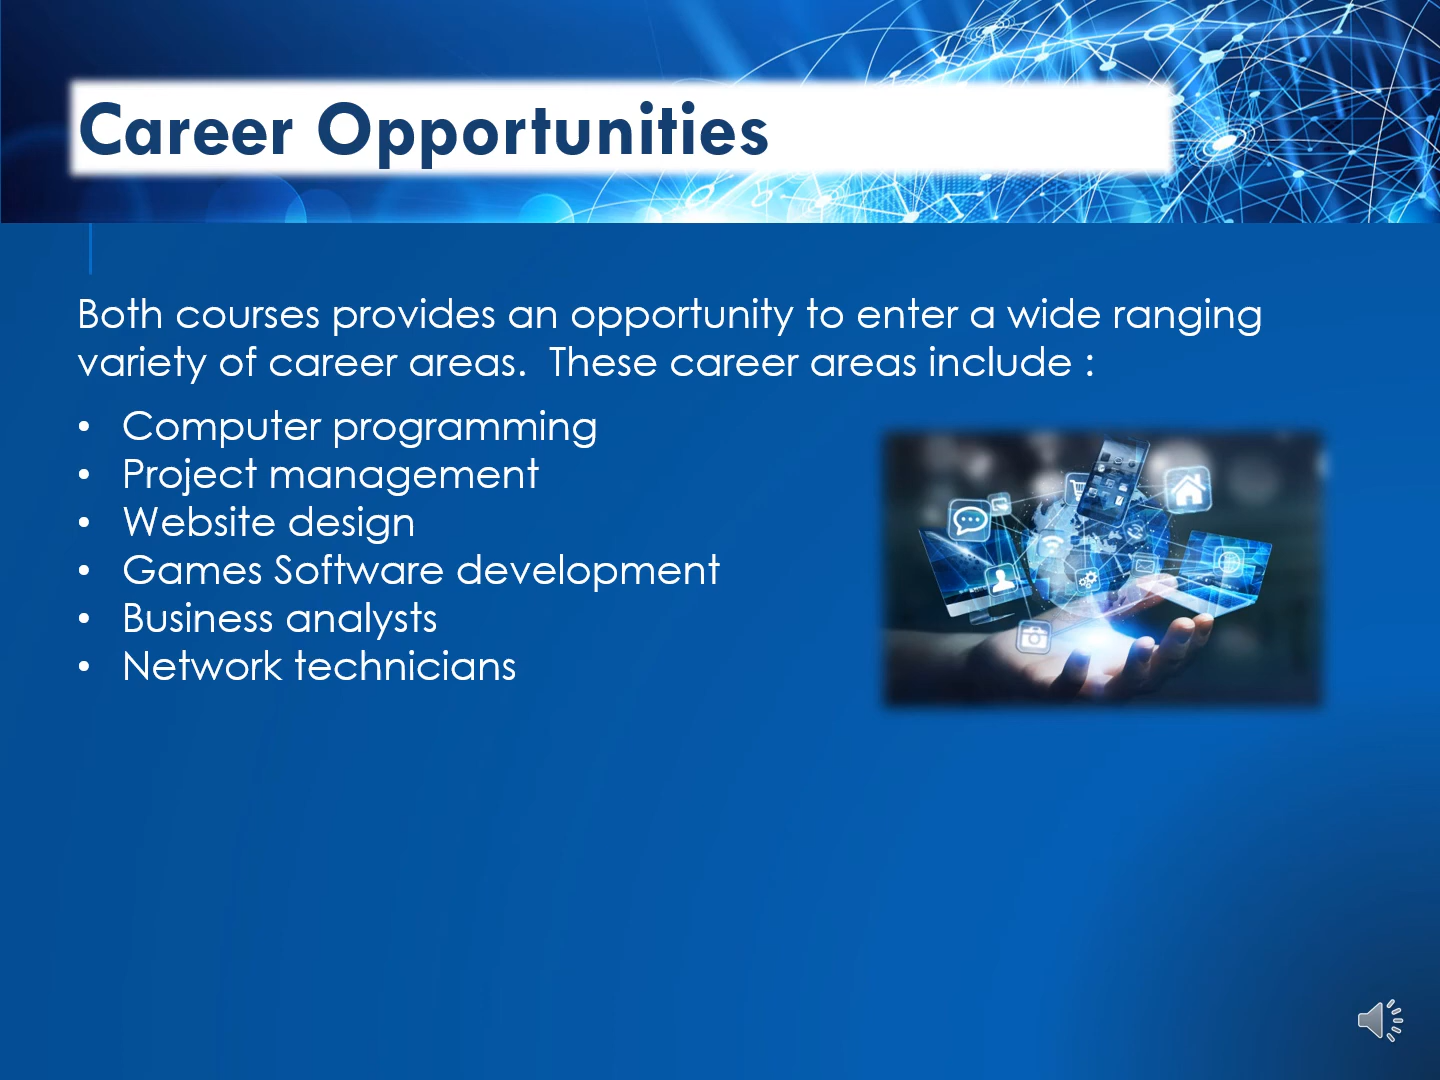 Career Opportunities
Both courses provides an opportunity to enter a wide ranging
variety of career areas.  These career areas include :
• Computer programming
• Project management
• Website design
• Games Software development
• Business analysts
• Network technicians